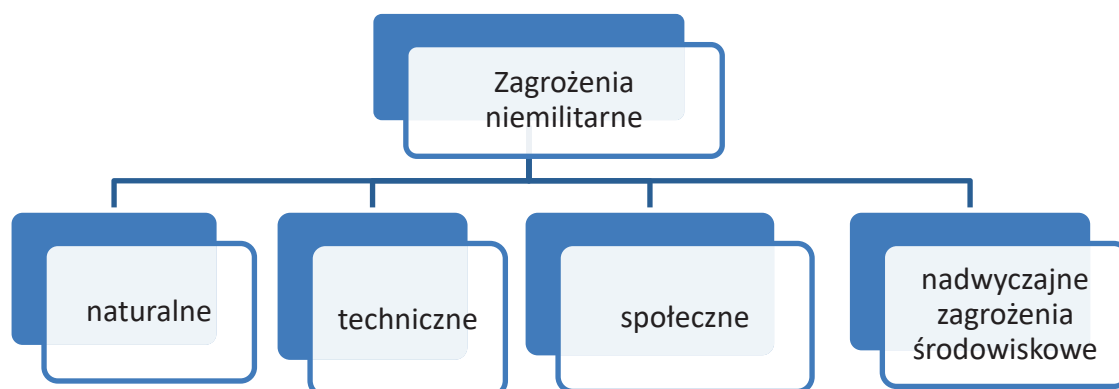 Zagrożenia
niemilitarne
naturalne
techniczne
społeczne
nadwyczajne
zagrożenia
środowiskowe